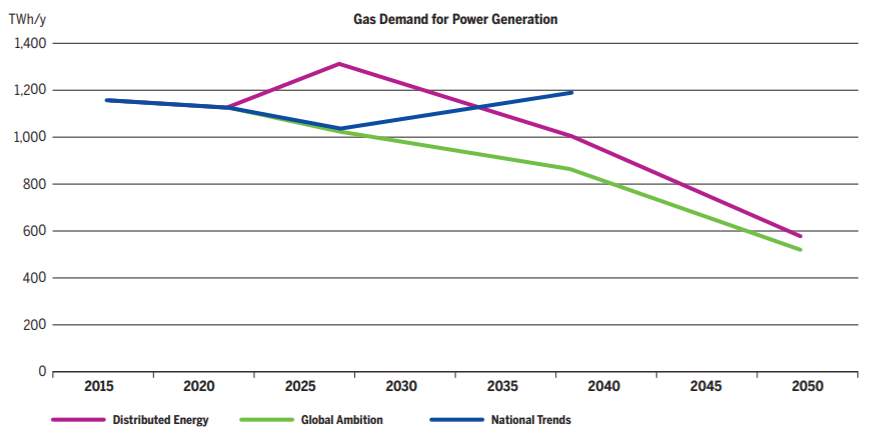 TWh/y
Gas Demand for Power Generation
1,400
1,200
1,000
800
600
400
200
0
2015 2020 2025 2030 2035 2040 2045 2050
Distributed Energy Global Ambition National Trends